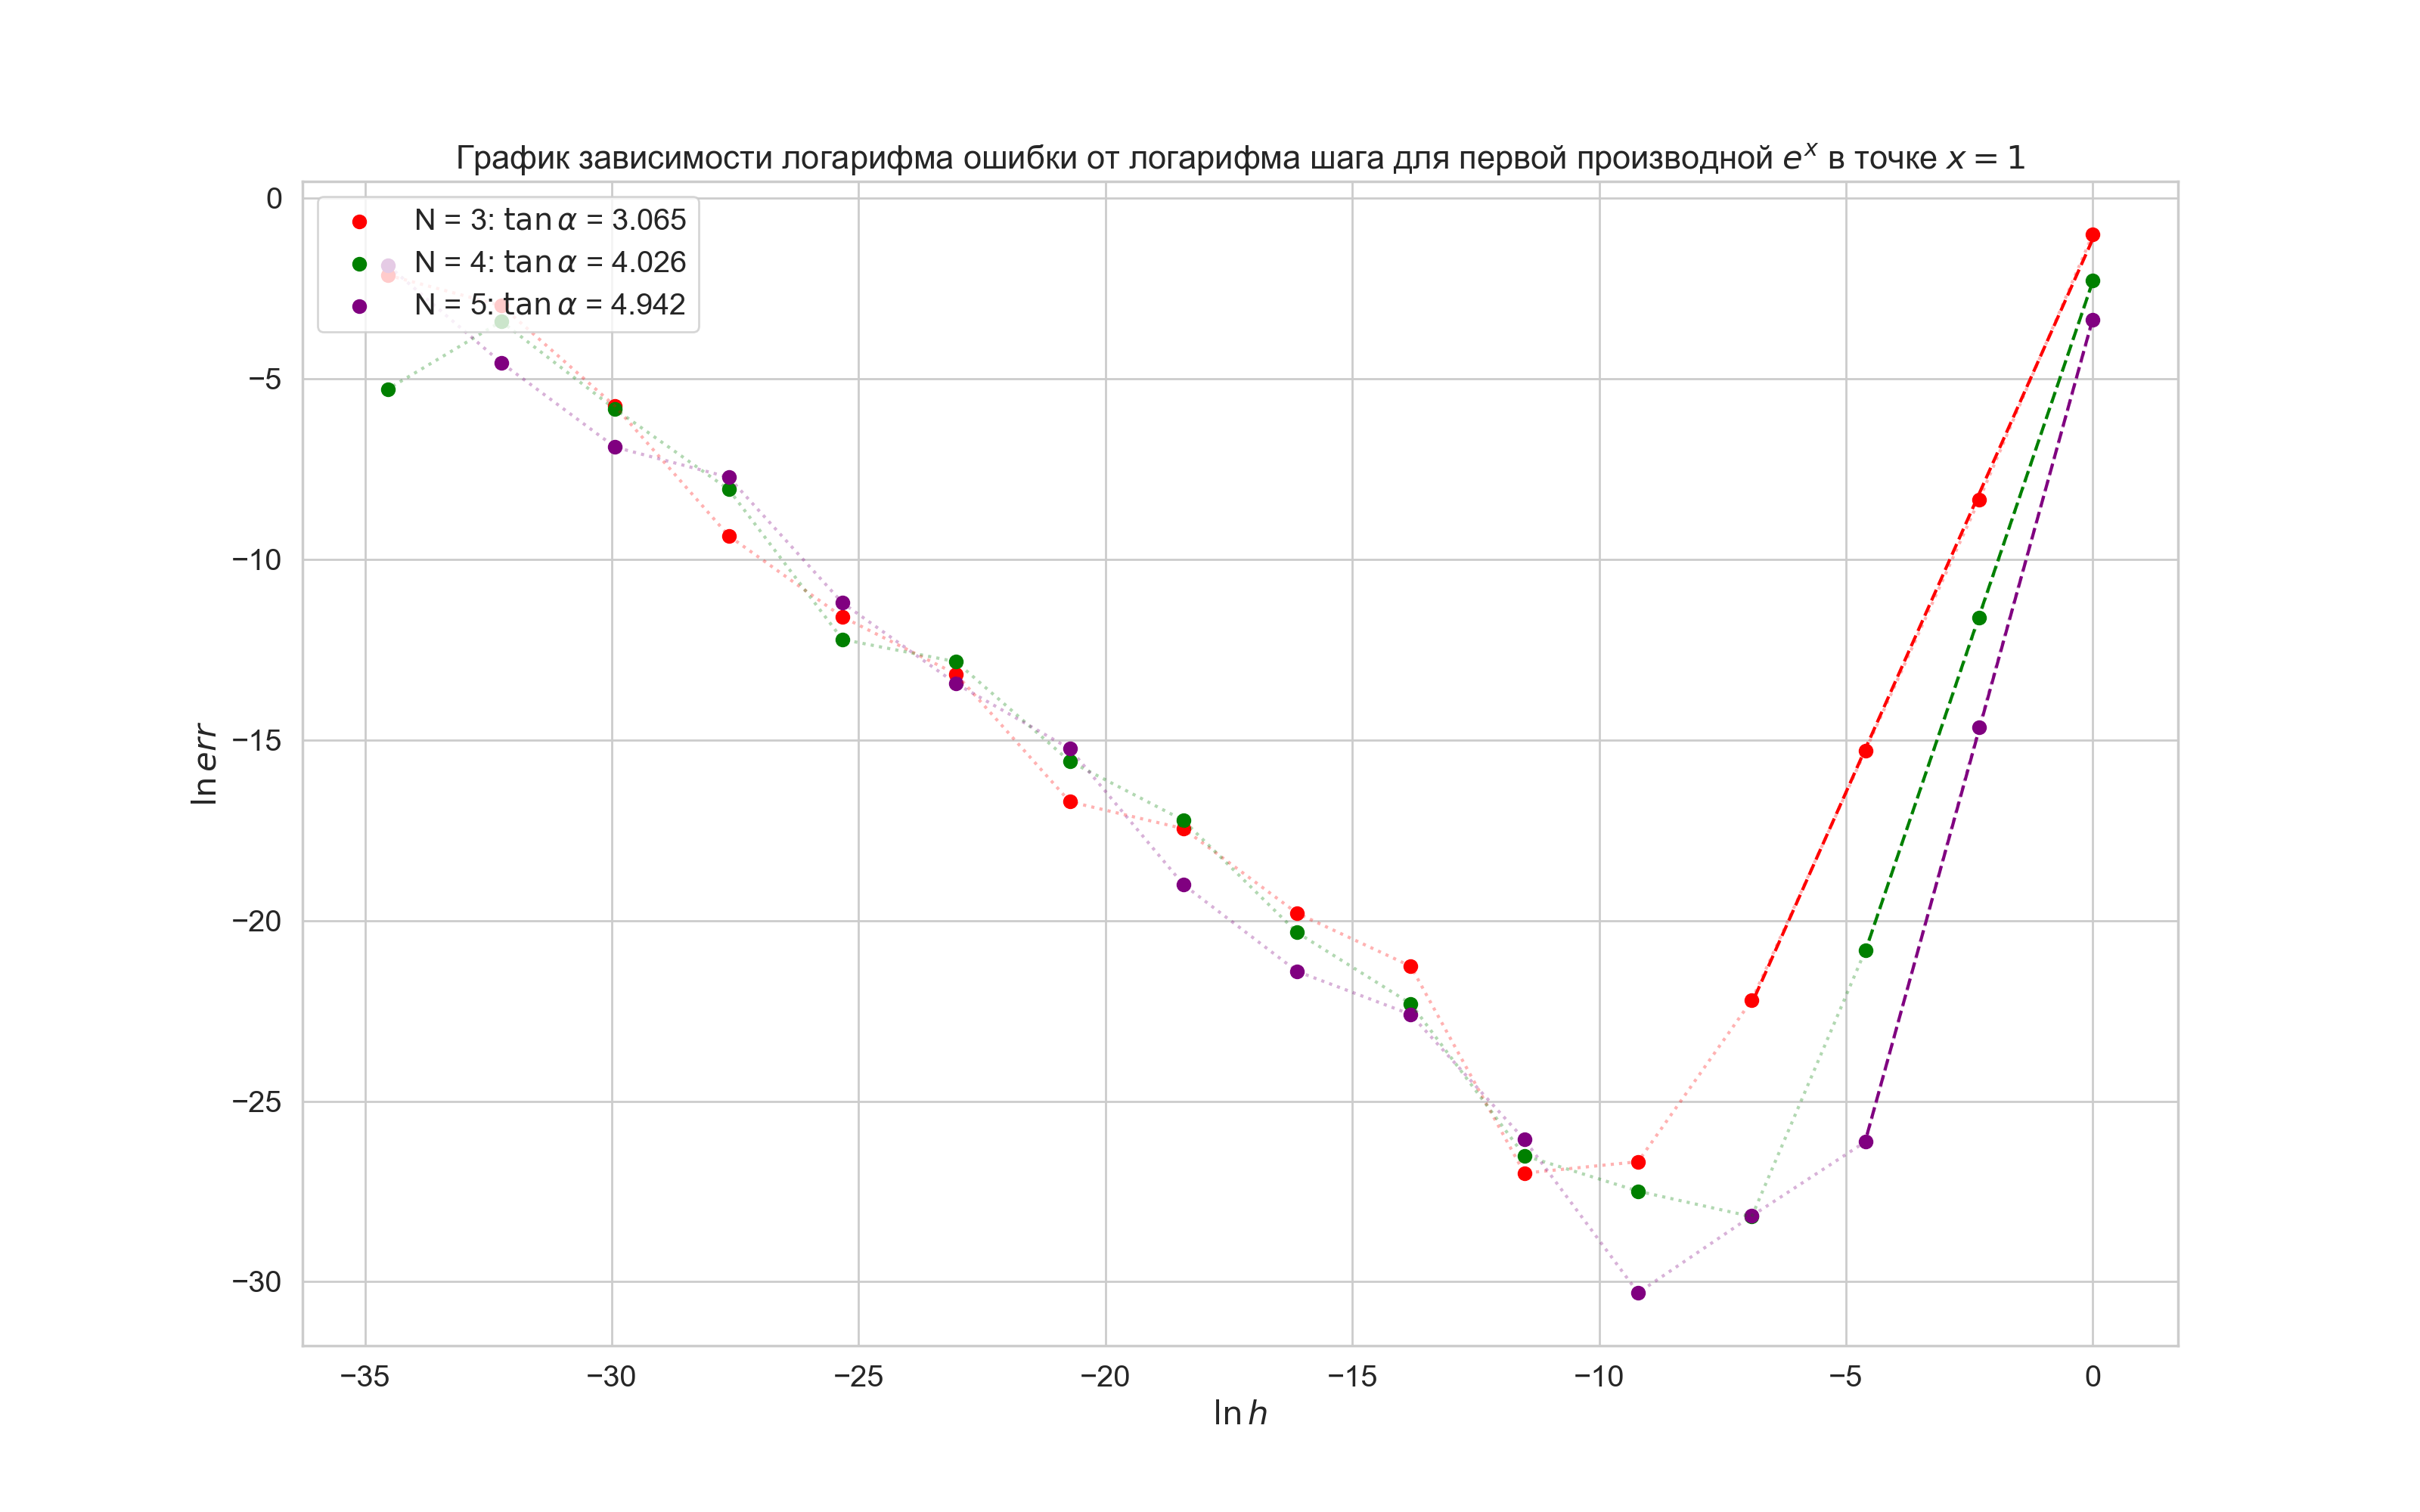 График зависимости логарифма ошибки от логарифма шага для первой производной e^x в точке x = 1
N = 3: tan α = 3.065
N = 4: tan α = 4.026
N = 5: tan α = 4.942
0
−5
−10
−15
−20
−25
−30
ln err
−35 −30 −25 −20 −15 −10 −5 0
ln h